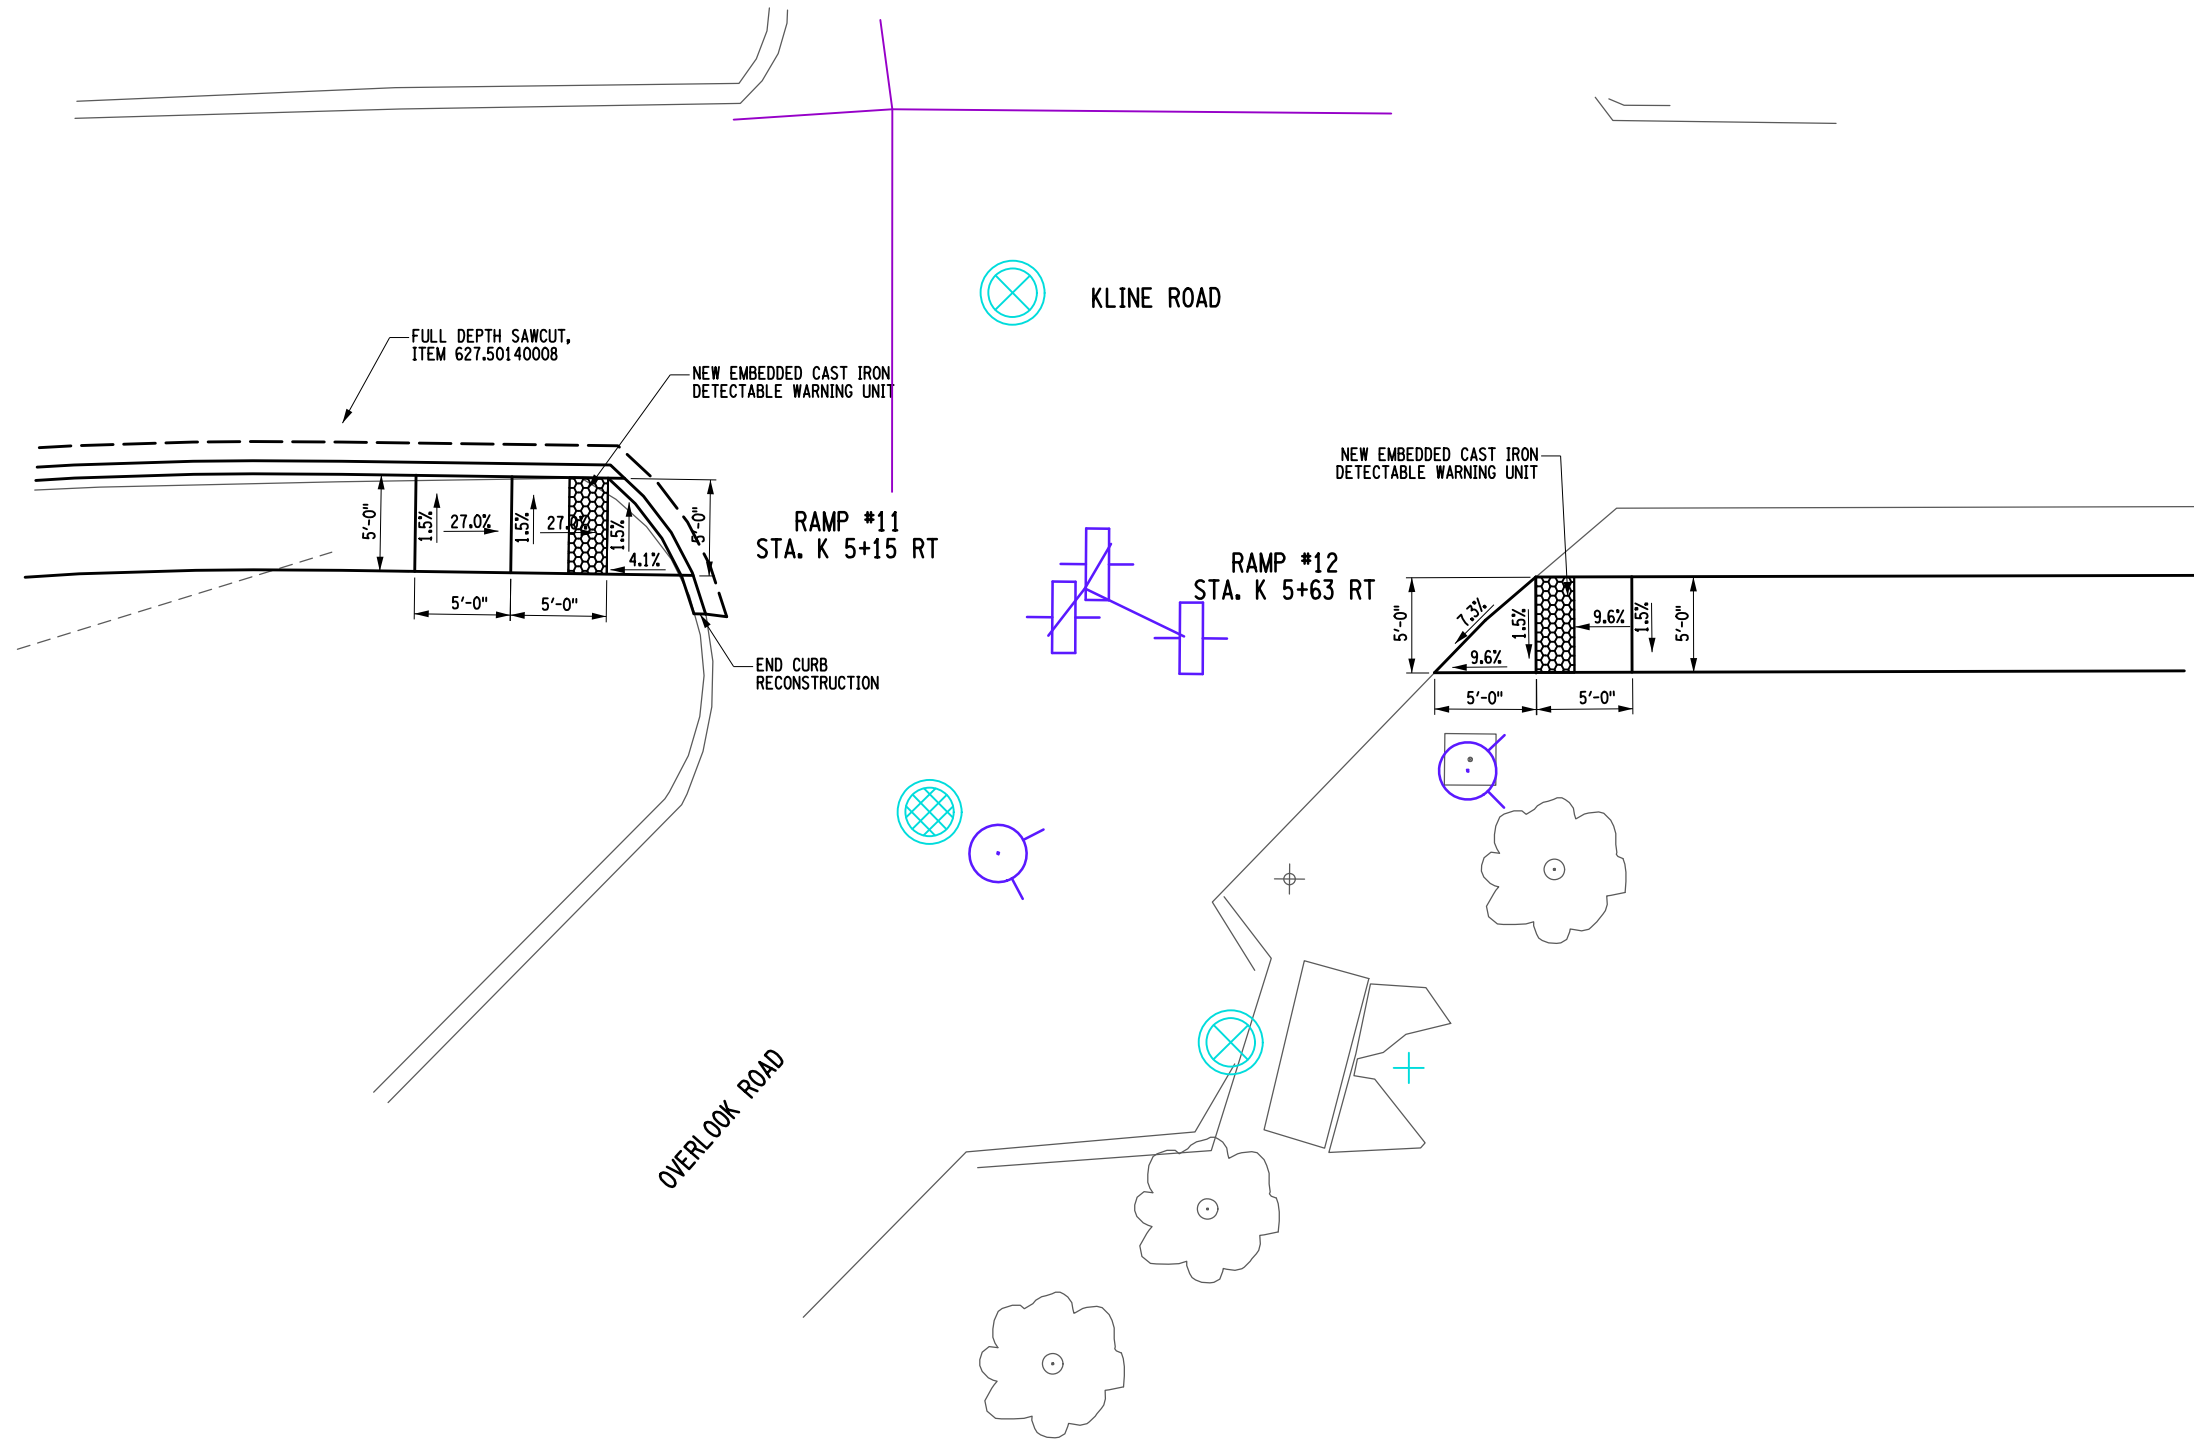 KLINE ROAD
FULL DEPTH SAWCUT,
ITEM 627.50140008
NEW EMBEDDED CAST IRON
DETECTABLE WARNING UNIT
NEW EMBEDDED CAST IRON
DETECTABLE WARNING UNIT
5'-0"
1.5%
27.0%
1.5%
27.0%
1.5%
4.1%
5'-0"
5'-0"
5'-0"
RAMP #11
STA. K 5+15 RT
END CURB
RECONSTRUCTION
RAMP #12
STA. K 5+63 RT
5'-0"
7.3%
9.6%
1.5%
9.6%
1.5%
5'-0"
5'-0"
5'-0"
OVERLOOK ROAD